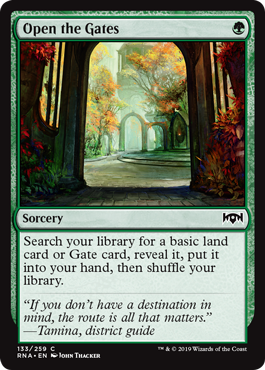 Open the Gates
Sorcery
Search your library for a basic land
card or Gate card, reveal it, put it
into your hand, then shuffle your
library.
“If you don’t have a destination in
mind, the route is all that matters.”
—Tamina, district guide
133/259 C
RNA • EN JOHN THACKER
™ & © 2019 Wizards of the Coast